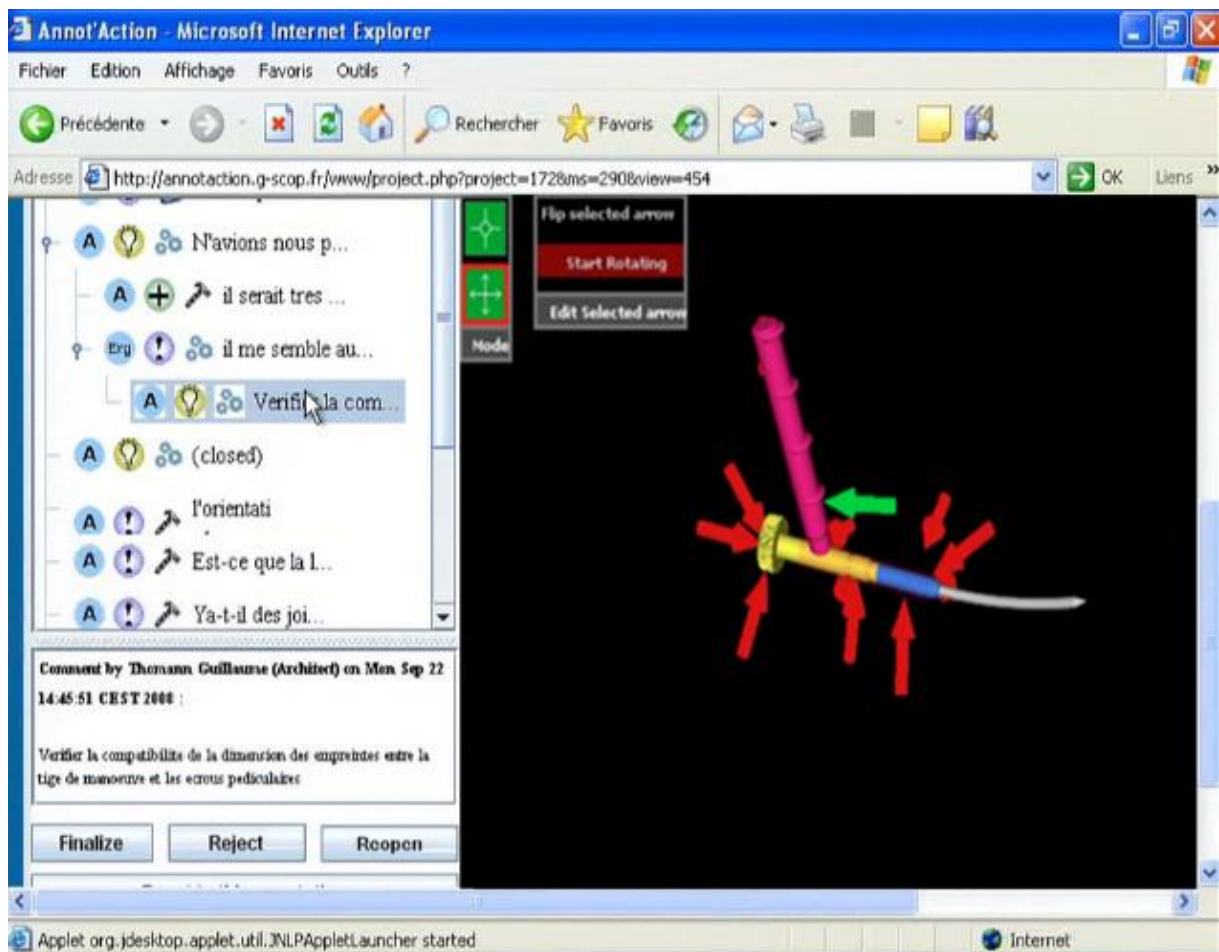 Annot'Action - Microsoft Internet Explorer
Fichier Edition Affichage Favoris Outils ?
Précédente Rechercher Favoris
Adresse http://annotaction.g-scop.fr/www/project.php?project=172&ms=290&view=454 OK Liens »
A N'avions nous p...
A il serait tres ...
Erg il me semble au...
A Verifi la com...
A (closed)
A l'orientati
A Est-ce que la l...
A Ya-t-il des joi...
Comment by Thomann Guillaume (Architect) on Mon Sep 22
14:45:51 CEST 2008 :
Verifier la compatibilite de la dimension des empreintes entre la
tige de manoeuvre et les ecrous pediculaires
Finalize Reject Reopen
Flip selected arrow
Start Rotating
Edit Selected arrow
Mode
Applet org.jdesktop.applet.util.JNLPAppletLauncher started Internet